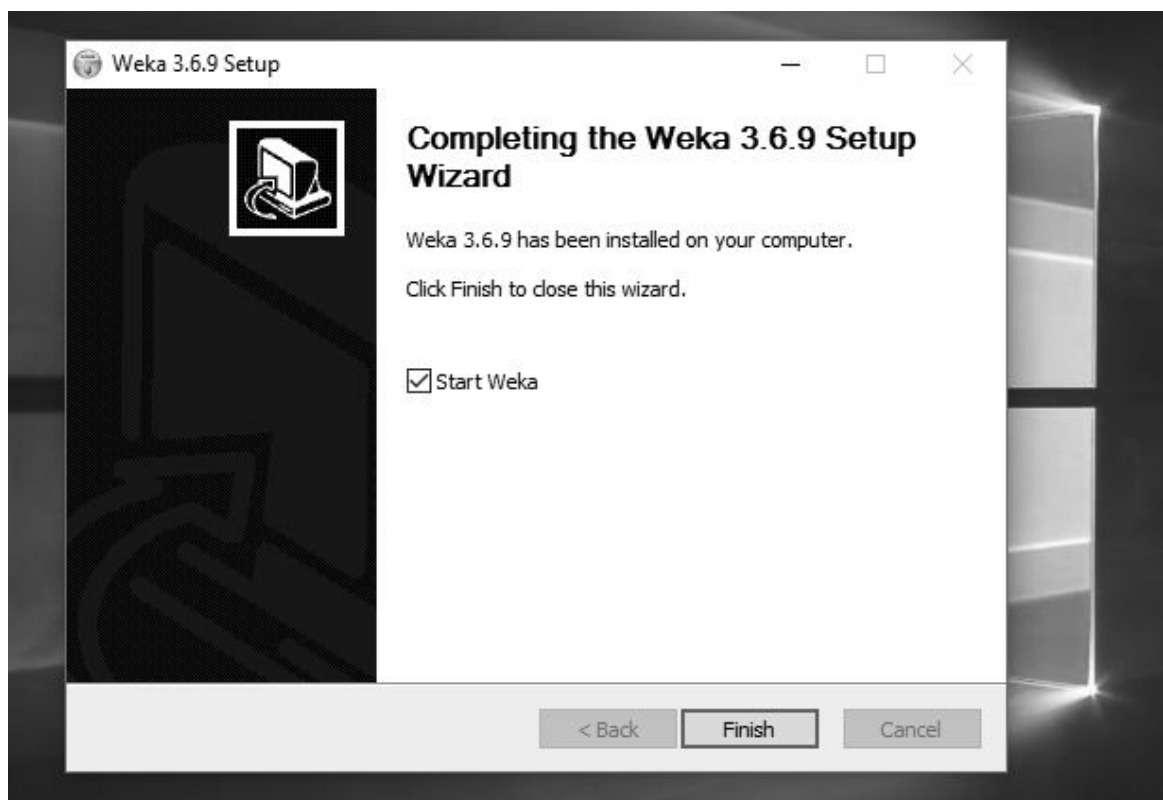 Weka 3.6.9 Setup
Completing the Weka 3.6.9 Setup
Wizard
Weka 3.6.9 has been installed on your computer.
Click Finish to close this wizard.
Start Weka
< Back Finish Cancel